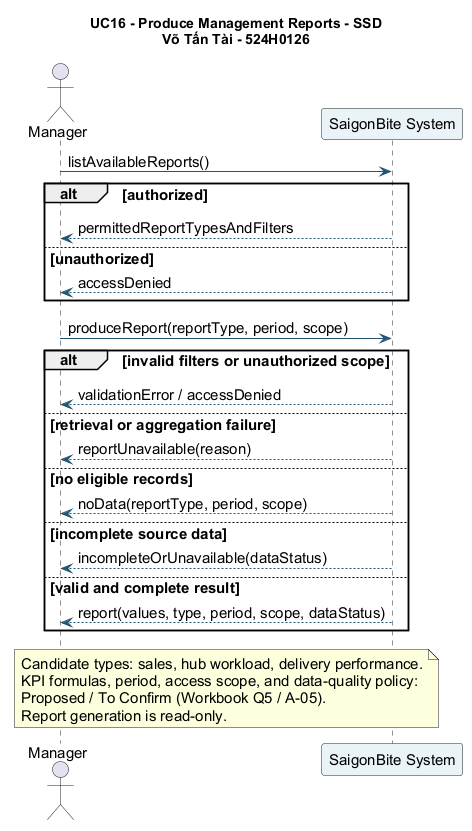 UC16 - Produce Management Reports - SSD
Võ Tấn Tài - 524H0126
Manager
SaigonBite System
listAvailableReports()
alt [authorized]
permittedReportTypesAndFilters
[unauthorized]
accessDenied
produceReport(reportType, period, scope)
alt [invalid filters or unauthorized scope]
validationError / accessDenied
[retrieval or aggregation failure]
reportUnavailable(reason)
[no eligible records]
noData(reportType, period, scope)
[incomplete source data]
incompleteOrUnavailable(dataStatus)
[valid and complete result]
report(values, type, period, scope, dataStatus)
Candidate types: sales, hub workload, delivery performance.
KPI formulas, period, access scope, and data-quality policy:
Proposed / To Confirm (Workbook Q5 / A-05).
Report generation is read-only.
Manager
SaigonBite System